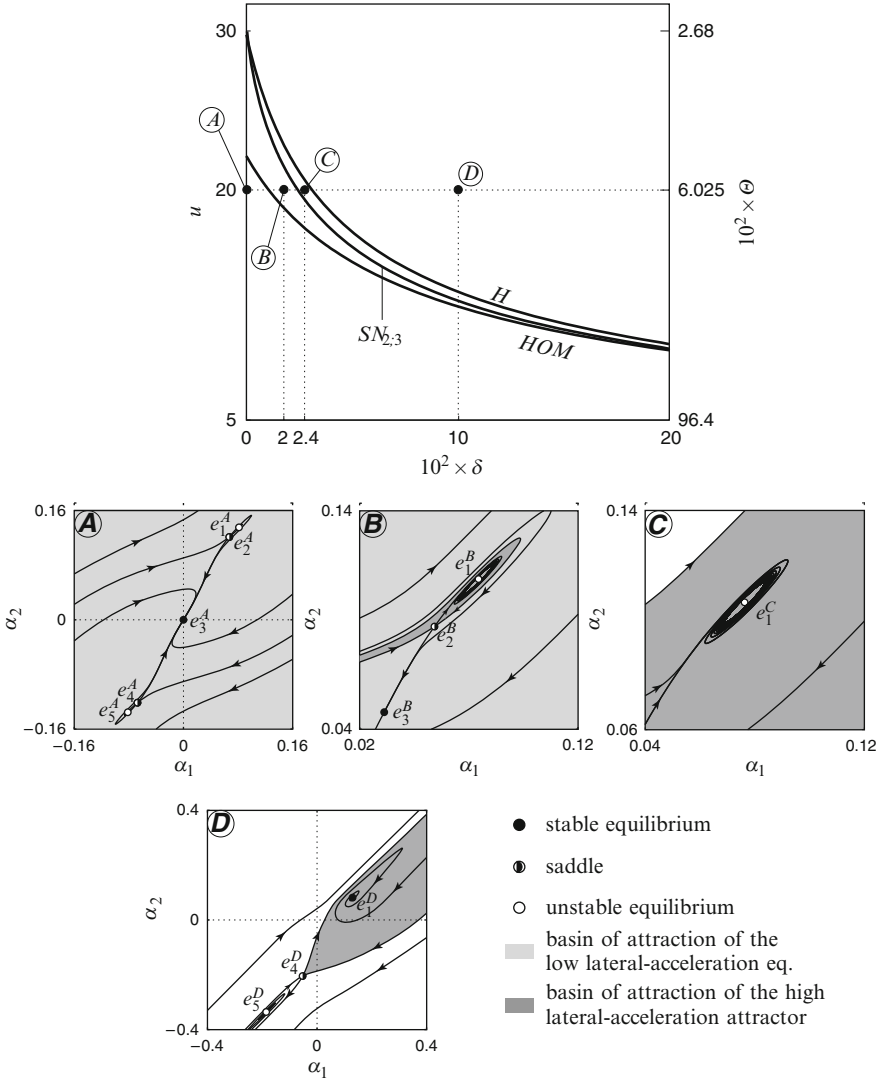 30
20
5
u
2.68
6.025
96.4
10² × Θ
A
B
C
D
H
SN₂,₃
HOM
0
2
2.4
10
20
10² × δ
A
0.16
0
−0.16
α₂
−0.16
0
0.16
α₁
e₁ᴬ
e₂ᴬ
e₃ᴬ
e₄ᴬ
e₅ᴬ
B
0.14
0.04
α₂
0.02
0.12
α₁
e₁ᴮ
e₂ᴮ
e₃ᴮ
C
0.14
0.06
α₂
0.04
0.12
α₁
e₁ᶜ
D
0.4
0
−0.4
α₂
−0.4
0
0.4
α₁
e₁ᴰ
e₄ᴰ
e₅ᴰ
stable equilibrium
saddle
unstable equilibrium
basin of attraction of the
low lateral-acceleration eq.
basin of attraction of the high
lateral-acceleration attractor